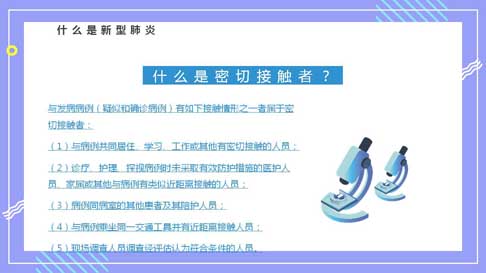 什么是新型肺炎
什么是密切接触者？
与发病病例（疑似和确诊病例）有如下接触情形之一者属于密
切接触者：
（1）与病例共同居住、学习、工作或其他有密切接触的人员；
（2）诊疗、护理、探视病例时未采取有效防护措施的医护人
员、家属或其他与病例有类似近距离接触的人员；
（3）病例同病室的其他患者及其陪护人员；
（4）与病例乘坐同一交通工具并有近距离接触人员；
（5）现场调查人员调查经评估认为符合条件的人员。